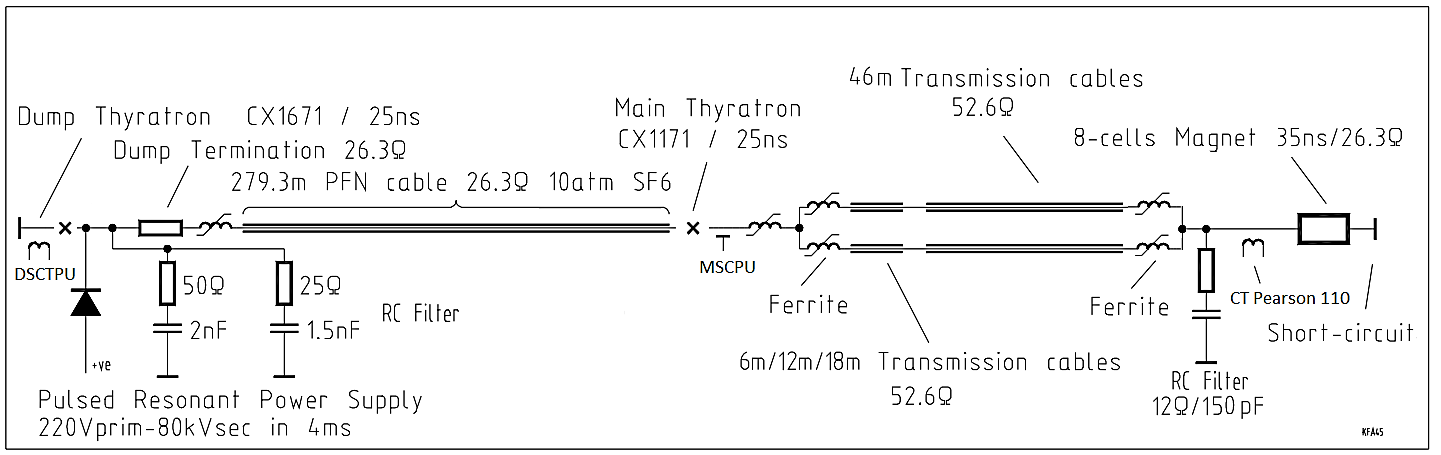 46m Transmission cables
52.6Ω
Dump Thyratron CX1671 / 25ns
Main Thyratron
CX1171 / 25ns
8-cells Magnet 35ns/26.3Ω
Dump Termination 26.3Ω
279.3m PFN cable 26.3Ω 10atm SF6
DSCTPU
MSCPU
50Ω
2nF
25Ω
1.5nF
RC Filter
Ferrite
Ferrite
CT Pearson 110
Short-circuit
+ve
6m/12m/18m Transmission cables
52.6Ω
RC Filter
12Ω/150pF
Pulsed Resonant Power Supply
220Vprim-80kVsec in 4ms
KFA45